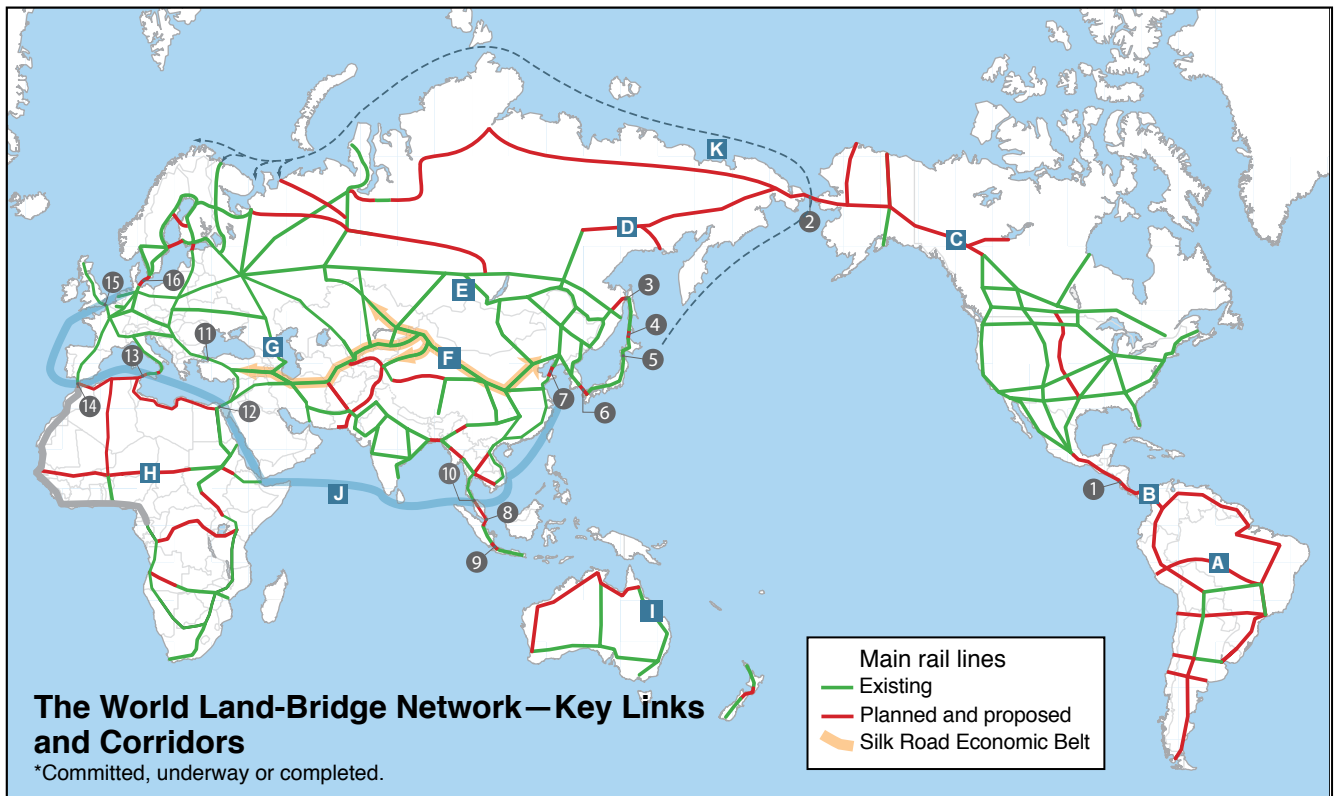 K
2
D
C
15
16
E
3
4
5
11
G
F
13
14
12
7
6
H
J
10
8
9
1
B
A
I
Main rail lines
Existing
Planned and proposed
Silk Road Economic Belt
The World Land-Bridge Network—Key Links
and Corridors
*Committed, underway or completed.